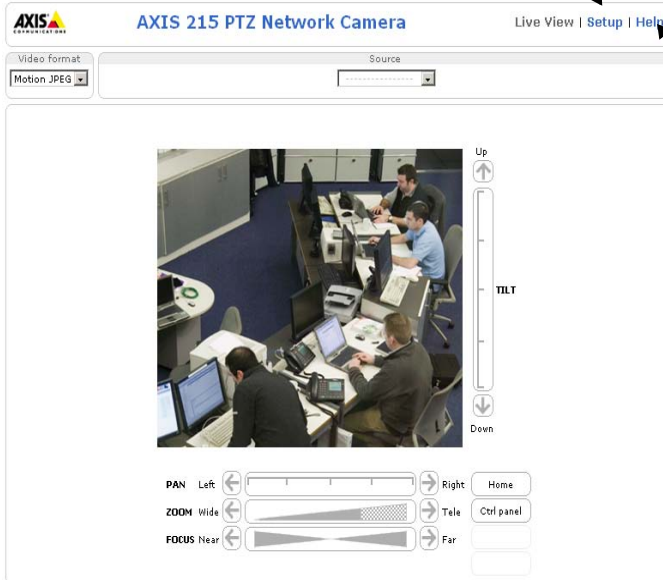 AXIS
COMMUNICATIONS
AXIS 215 PTZ Network Camera
Live View | Setup | Help
Video format
Motion JPEG
Source
Up
TILT
Down
PAN Left Right Home
ZOOM Wide Tele Ctrl panel
FOCUS Near Far